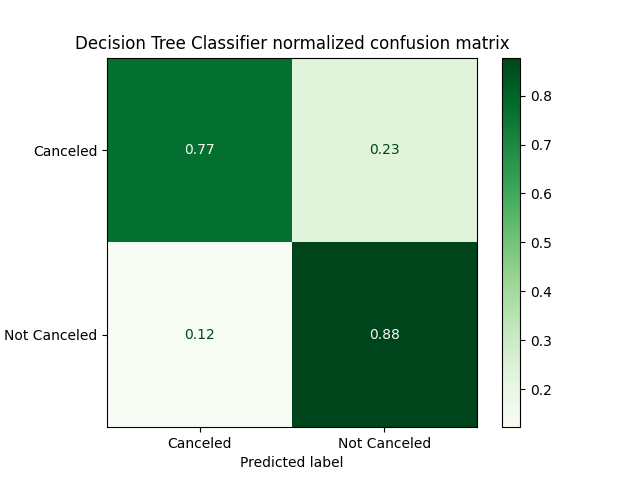 Decision Tree Classifier normalized confusion matrix
Canceled
0.77
0.23
Not Canceled
0.12
0.88
Canceled
Not Canceled
Predicted label
0.8
0.7
0.6
0.5
0.4
0.3
0.2